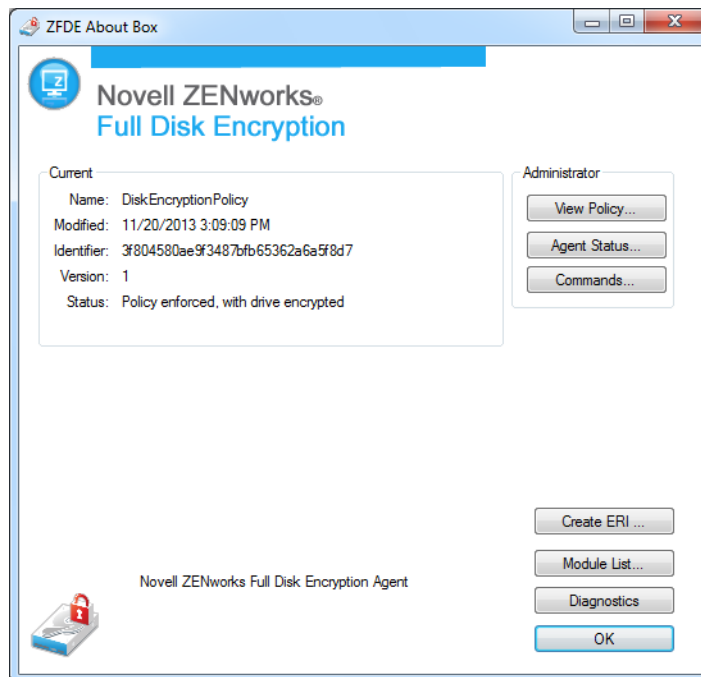 ZFDE About Box
Z
Novell ZENworks®
Full Disk Encryption
Current
Name: DiskEncryptionPolicy
Modified: 11/20/2013 3:09:09 PM
Identifier: 3f804580ae9f3487bfb65362a6a5f8d7
Version: 1
Status: Policy enforced, with drive encrypted
Administrator
View Policy...
Agent Status...
Commands...
Create ERI ...
Module List...
Novell ZENworks Full Disk Encryption Agent
Diagnostics
OK